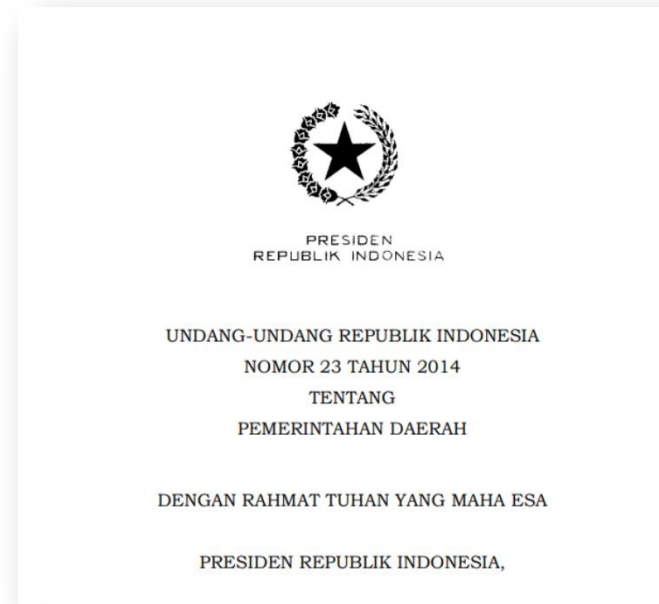 PRESIDEN
REPUBLIK INDONESIA
UNDANG-UNDANG REPUBLIK INDONESIA
NOMOR 23 TAHUN 2014
TENTANG
PEMERINTAHAN DAERAH
DENGAN RAHMAT TUHAN YANG MAHA ESA
PRESIDEN REPUBLIK INDONESIA,